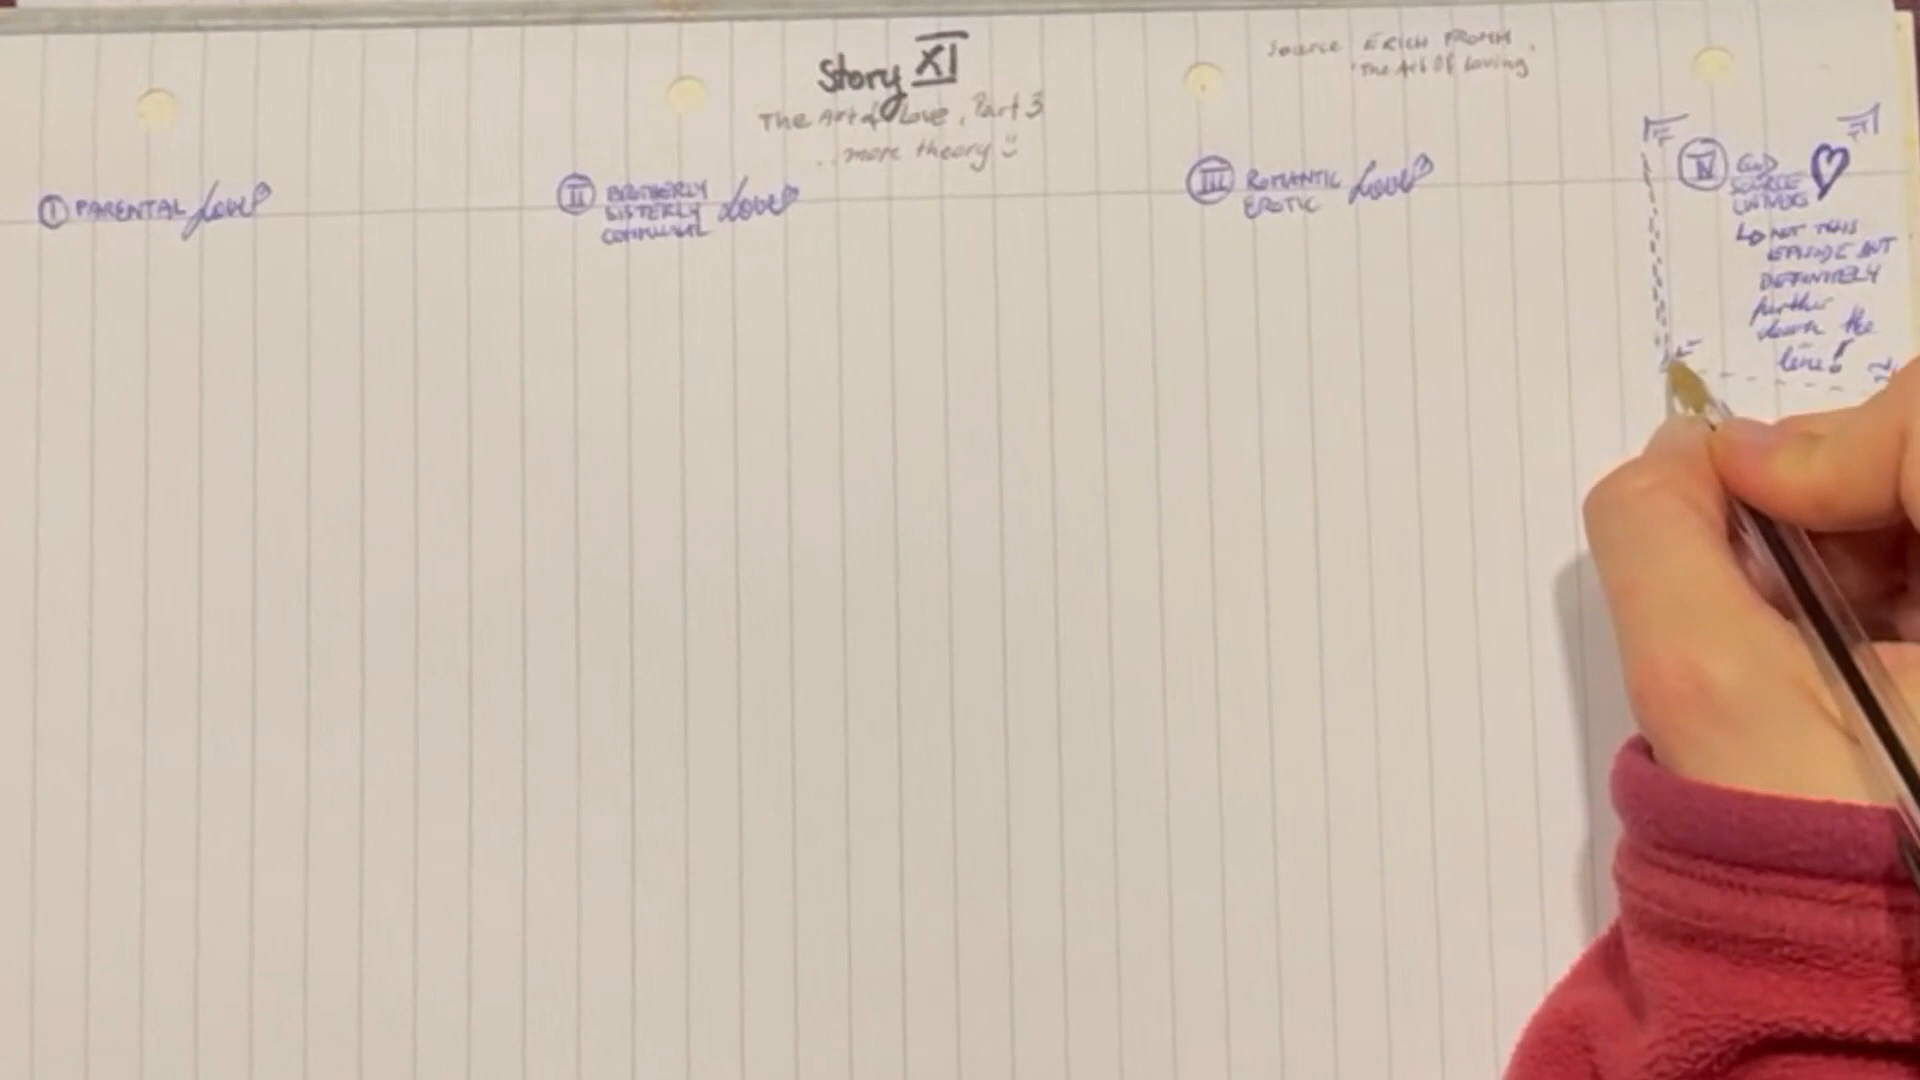 Story XI
The Art of Love, Part 3
...more theory
Source ERICH FROMM,
'The Art Of Loving'
I PARENTAL Love
II BROTHERLY
SISTERLY
COMMUNAL
Love
III ROMANTIC
EROTIC
Love
IV GOD
SOURCE
NOT THIS
EPISODE BUT
DEFINITELY
further
down the
line!